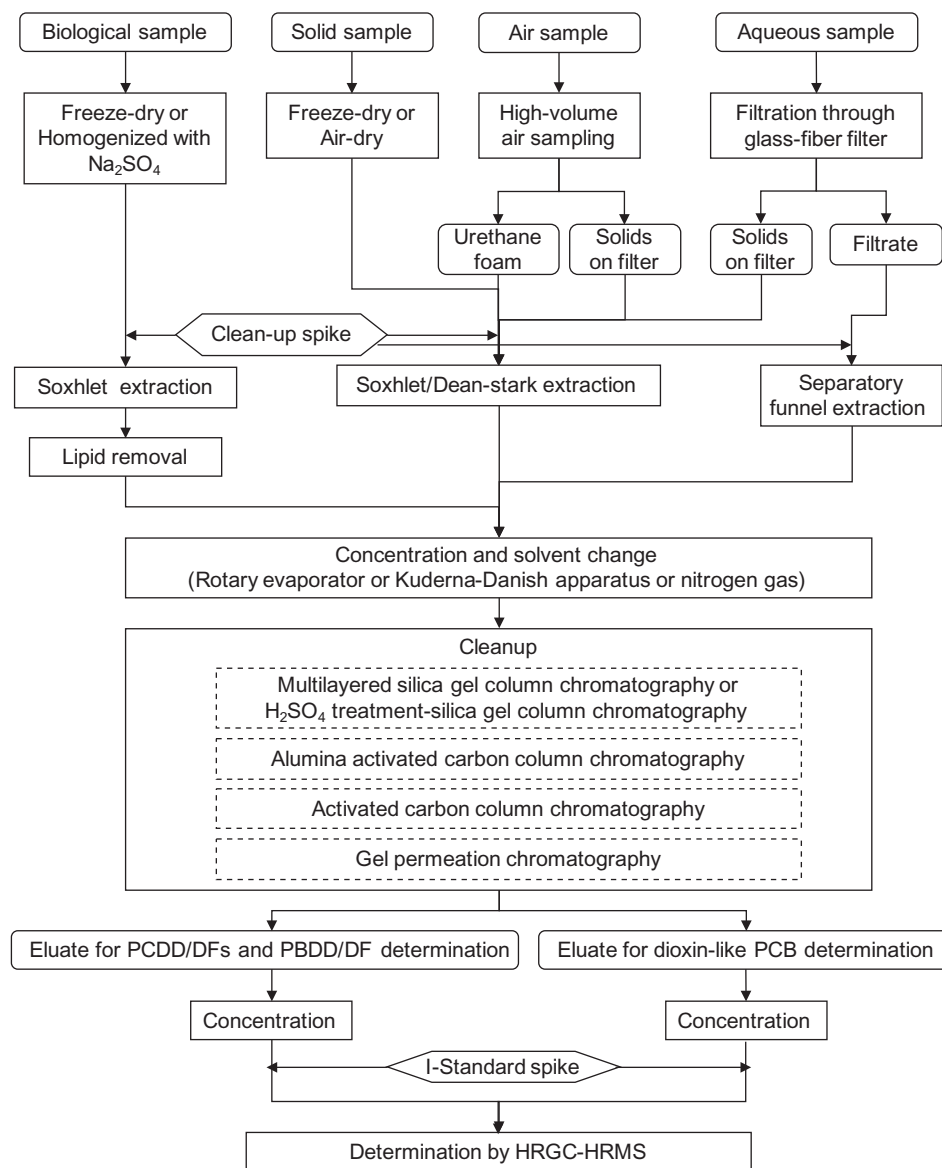 Biological sample
Solid sample
Air sample
Aqueous sample
Freeze-dry or
Homogenized with
Na₂SO₄
Freeze-dry or
Air-dry
High-volume
air sampling
Filtration through
glass-fiber filter
Urethane
foam
Solids
on filter
Solids
on filter
Filtrate
Clean-up spike
Soxhlet extraction
Soxhlet/Dean-stark extraction
Separatory
funnel extraction
Lipid removal
Concentration and solvent change
(Rotary evaporator or Kuderna-Danish apparatus or nitrogen gas)
Cleanup
Multilayered silica gel column chromatography or
H₂SO₄ treatment-silica gel column chromatography
Alumina activated carbon column chromatography
Activated carbon column chromatography
Gel permeation chromatography
Eluate for PCDD/DFs and PBDD/DF determination
Eluate for dioxin-like PCB determination
Concentration
Concentration
I-Standard spike
Determination by HRGC-HRMS